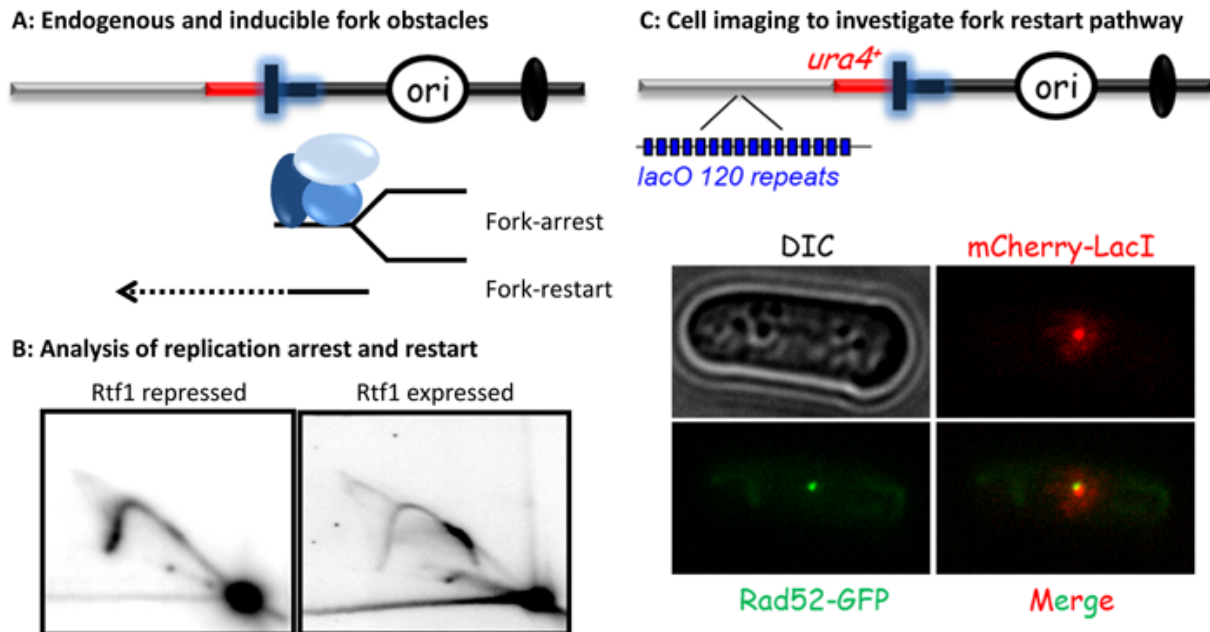 A: Endogenous and inducible fork obstacles
ori
Fork-arrest
Fork-restart
B: Analysis of replication arrest and restart
Rtf1 repressed
Rtf1 expressed
C: Cell imaging to investigate fork restart pathway
ura4+
ori
lacO 120 repeats
DIC
mCherry-LacI
Rad52-GFP
Merge